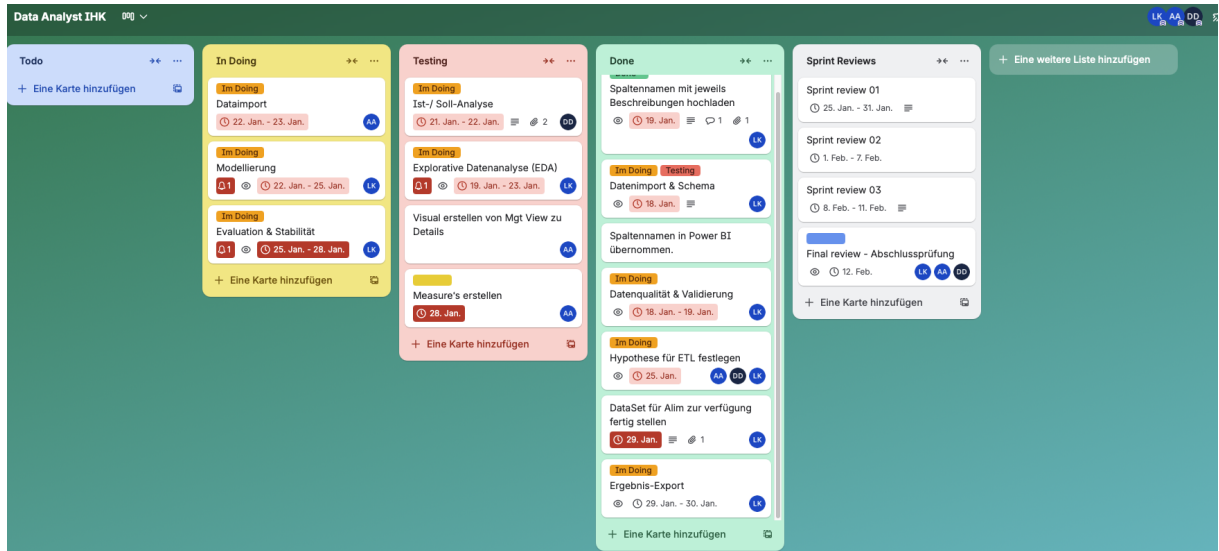 Data Analyst IHK
LK AA DD
Todo
Eine Karte hinzufügen
In Doing
Im Doing
Dataimport
22. Jan. - 23. Jan.
AA
Im Doing
Modellierung
1
22. Jan. - 25. Jan.
LK
Im Doing
Evaluation & Stabilität
1
25. Jan. - 28. Jan.
LK
Eine Karte hinzufügen
Testing
Im Doing
Ist-/ Soll-Analyse
21. Jan. - 22. Jan.
2
DD
Im Doing
Explorative Datenanalyse (EDA)
1
19. Jan. - 23. Jan.
LK
Visual erstellen von Mgt View zu
Details
AA
Measure's erstellen
28. Jan.
AA
Eine Karte hinzufügen
Done
Spaltennamen mit jeweils
Beschreibungen hochladen
19. Jan.
1
1
LK
Im Doing Testing
Datenimport & Schema
18. Jan.
LK
Spaltennamen in Power BI
übernommen.
Im Doing
Datenqualität & Validierung
18. Jan. - 19. Jan.
LK
Im Doing
Hypothese für ETL festlegen
25. Jan.
AA DD LK
DataSet für Alim zur verfügung
fertig stellen
29. Jan.
1
LK
Im Doing
Ergebnis-Export
29. Jan. - 30. Jan.
LK
Eine Karte hinzufügen
Sprint Reviews
Sprint review 01
25. Jan. - 31. Jan.
Sprint review 02
1. Feb. - 7. Feb.
Sprint review 03
8. Feb. - 11. Feb.
Final review - Abschlussprüfung
12. Feb.
LK AA DD
Eine Karte hinzufügen
Eine weitere Liste hinzufügen